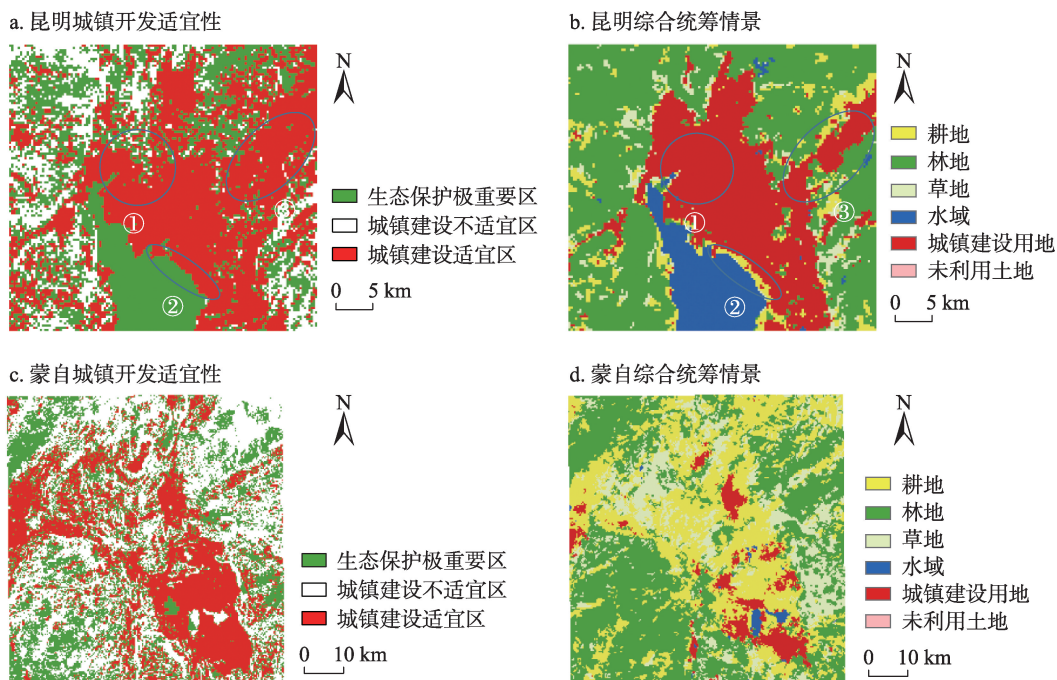 a. 昆明城镇开发适宜性
N
①
②
③
生态保护极重要区
城镇建设不适宜区
城镇建设适宜区
0 5 km
b. 昆明综合统筹情景
N
①
②
③
耕地
林地
草地
水域
城镇建设用地
未利用土地
0 5 km
c. 蒙自城镇开发适宜性
N
生态保护极重要区
城镇建设不适宜区
城镇建设适宜区
0 10 km
d. 蒙自综合统筹情景
N
耕地
林地
草地
水域
城镇建设用地
未利用土地
0 10 km